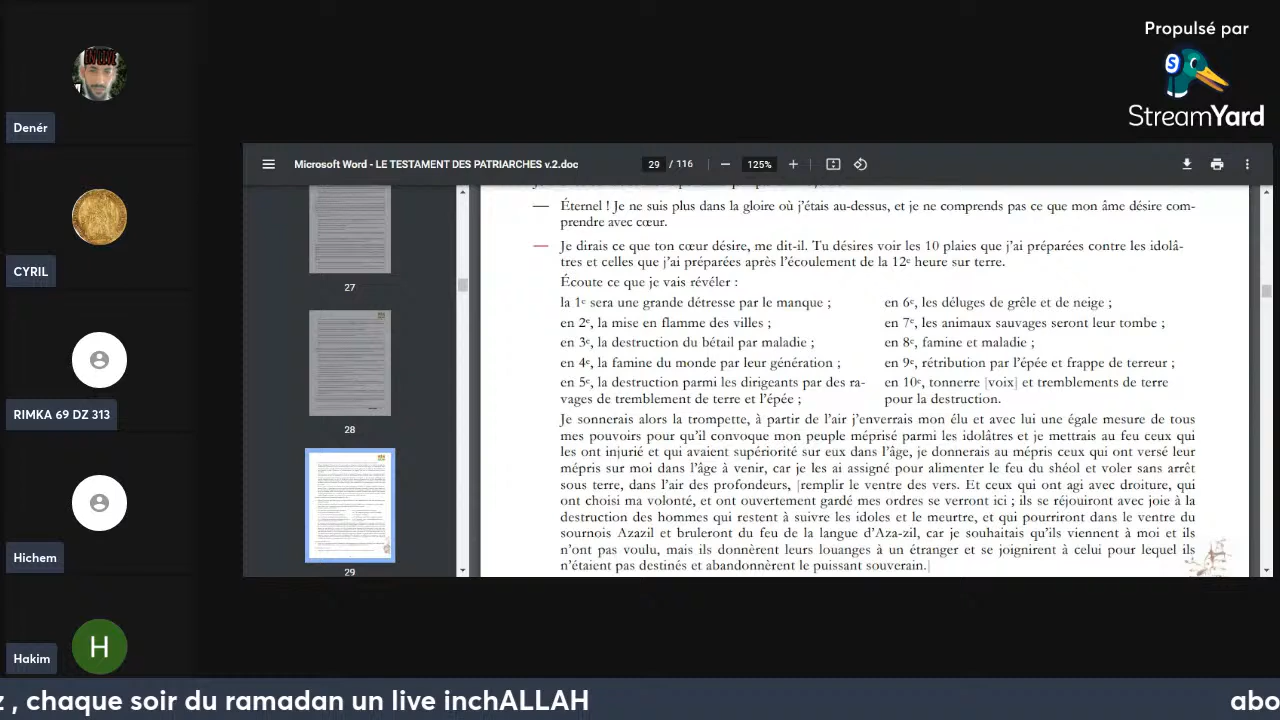 Propulsé par
StreamYard
Denér
CYRIL
RIMKA 69 DZ 313
Hichem
H
Hakim
Microsoft Word - LE TESTAMENT DES PATRIARCHES v.2.doc
29 / 116
125%
27
28
29
— Éternel ! Je ne suis plus dans la gloire où j'étais au-dessus, et je ne comprends pas ce que mon âme désire com-
prendre avec cœur.
— Je dirais ce que ton cœur désire, me dit-il. Tu désires voir les 10 plaies que j'ai préparées contre les idolâ-
tres et celles que j'ai préparées après l'écoulement de la 12e heure sur terre.
Écoute ce que je vais révéler :
la 1e sera une grande détresse par le manque ;
en 2e, la mise en flamme des villes ;
en 3e, la destruction du bétail par maladie ;
en 4e, la famine du monde par leur génération ;
en 5e, la destruction parmi les dirigeants par des ra-
vages de tremblement de terre et l'épée ;
en 6e, les déluges de grêle et de neige ;
en 7e, les animaux sauvages seront leur tombe ;
en 8e, famine et maladie ;
en 9e, rétribution par l'épée et frappe de terreur ;
en 10e, tonnerre [voix] et tremblements de terre
pour la destruction.
Je sonnerais alors la trompette, à partir de l'air j'enverrais mon élu et avec lui une égale mesure de tous
mes pouvoirs pour qu'il convoque mon peuple méprisé parmi les idolâtres et je mettrais au feu ceux qui
les ont injuriés et qui avaient autorité sur eux dans l'âge, je donnerais au mépris ceux qui ont versé leur
mépris sur moi dans l'âge à venir car je les ai assigné pour alimenter le feu du shéol et voler sans arrêt
sous terre, dans l'air des profondeurs, remplir le ventre des vers. Et ceux qui ont agé avec droiture, qui
ont choisi ma volonté, et ont ouvertement gardé mes ordres se verront ici, ils se réjouiront avec joie à la
destruction des hommes qui restant à suivre les idoles et le meurtre, et qui pourriront dans le ventre du
soumois Azazil et bruleront du feu de la langue d'Aza-zil, car je souhaitais qu'ils viennent à moi et ils
n'ont pas voulu, mais ils donnèrent leurs louanges à un étranger et se joignirent à celui pour lequel ils
n'étaient pas destinés et abandonnèrent le puissant souverain.
z , chaque soir du ramadan un live inchALLAH
abo